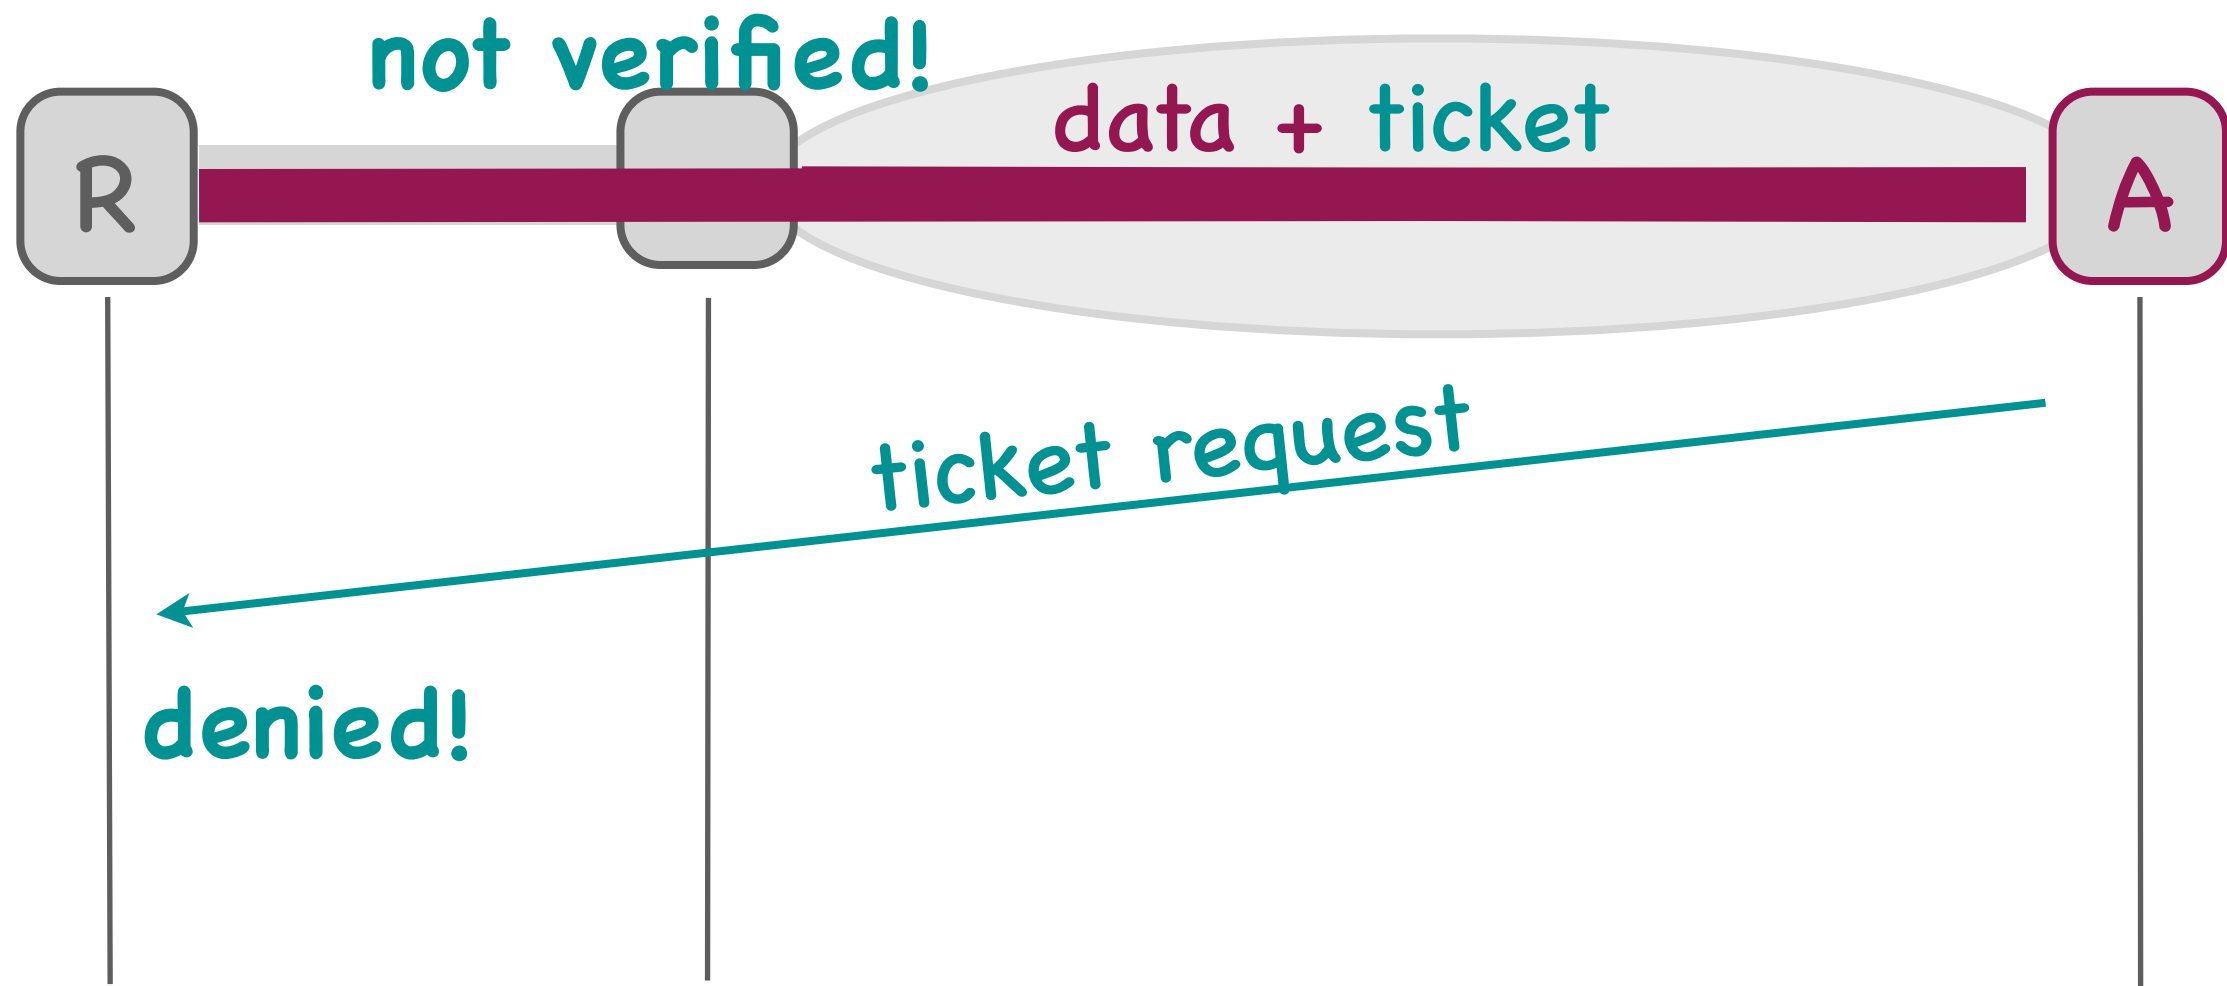 not verified!
data + ticket
R
A
ticket request
denied!